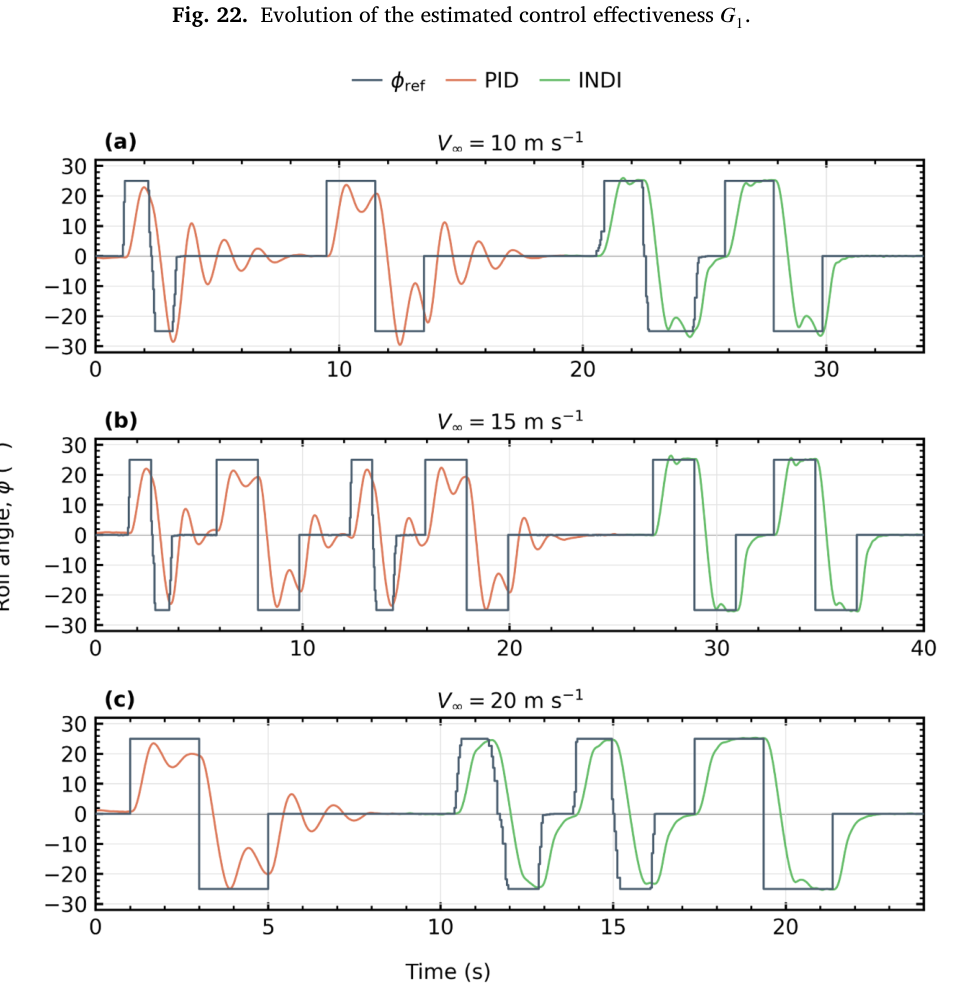 Fig. 22. Evolution of the estimated control effectiveness G₁.
ϕref PID INDI
(a) V∞ = 10 m s⁻¹
30
20
10
0
−10
−20
−30
0 10 20 30
(b) V∞ = 15 m s⁻¹
30
20
10
0
−10
−20
−30
0 10 20 30 40
Roll angle, φ (
(c) V∞ = 20 m s⁻¹
30
20
10
0
−10
−20
−30
0 5 10 15 20
Time (s)